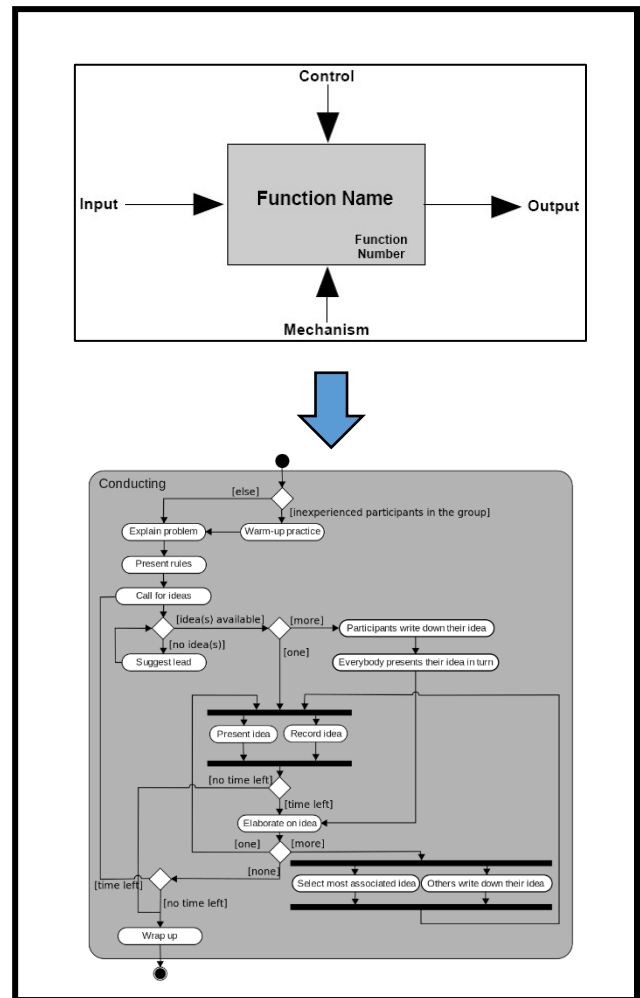 Control
Input
Function Name
Output
Function
Number
Mechanism
Conducting
[else]
[inexperienced participants in the group]
Explain problem
Warm-up practice
Present rules
Call for ideas
[idea(s) available]
[more]
Participants write down their idea
[no idea(s)]
[one]
Suggest lead
Everybody presents their idea in turn
Present idea
Record idea
[no time left]
[time left]
Elaborate on idea
[one]
[more]
[none]
[time left]
Select most associated idea
Others write down their idea
[no time left]
Wrap up